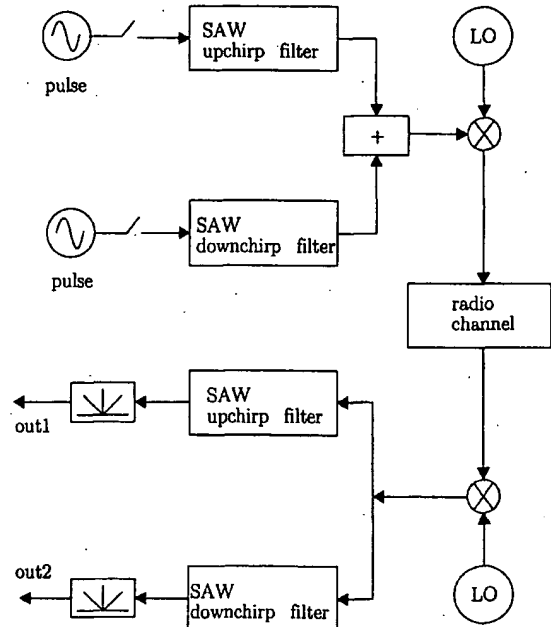 SAW
upchirp filter
pulse
LO
+
SAW
downchirp filter
pulse
radio
channel
SAW
upchirp filter
out1
SAW
downchirp filter
out2
LO